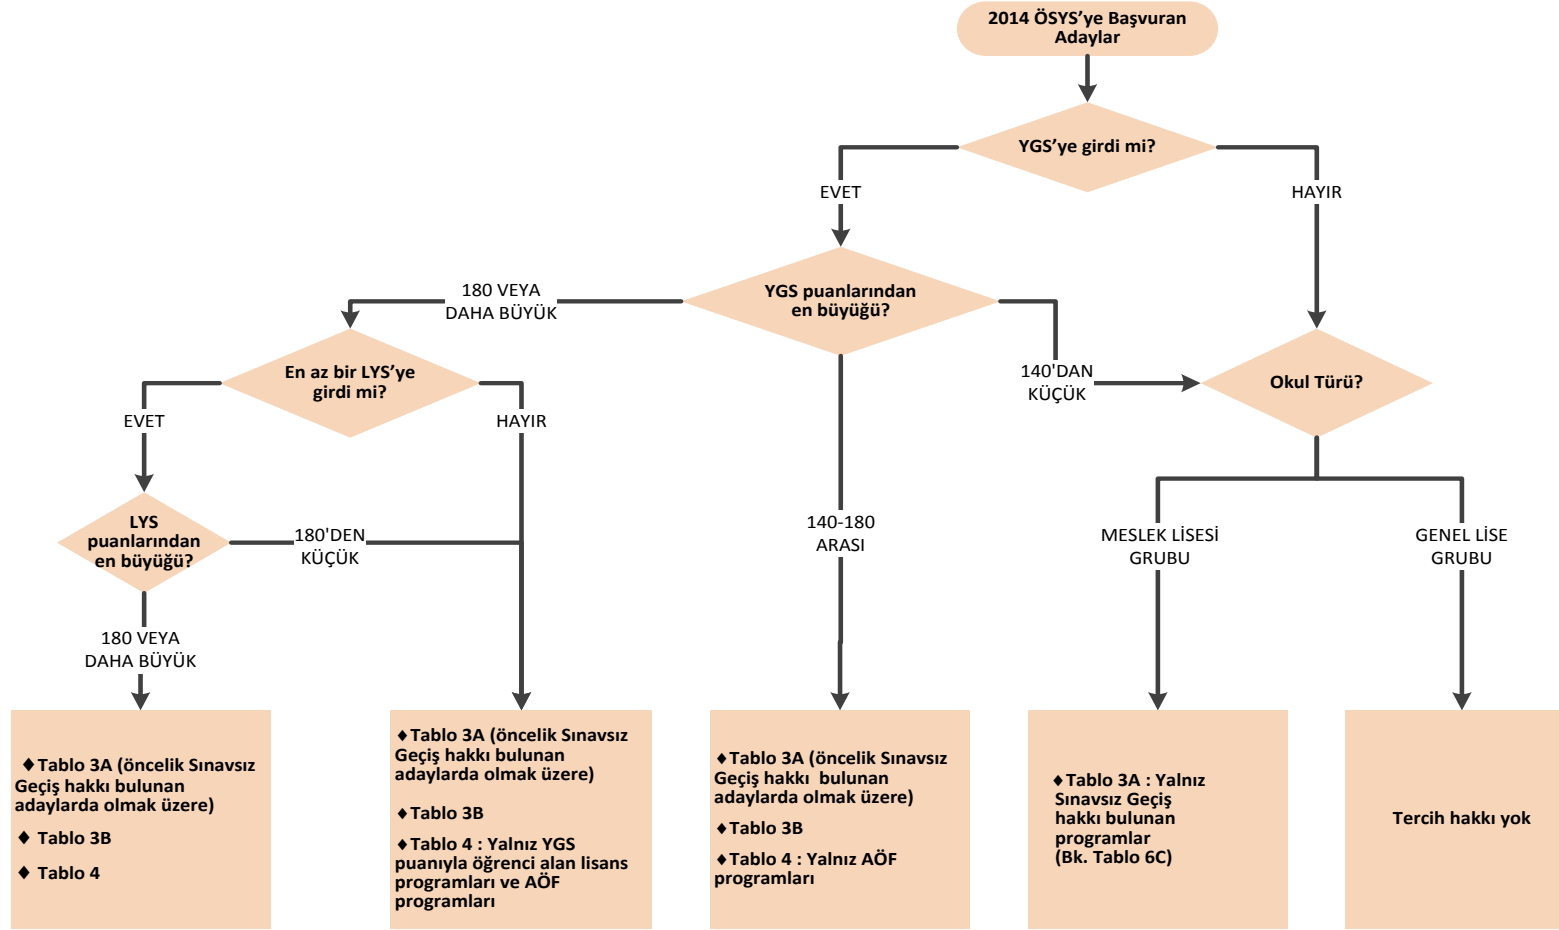 2014 ÖSYS’ye Başvuran
Adaylar
YGS’ye girdi mi?
EVET
HAYIR
YGS puanlarından
en büyüğü?
180 VEYA
DAHA BÜYÜK
140'DAN
KÜÇÜK
En az bir LYS’ye
girdi mi?
Okul Türü?
EVET
HAYIR
LYS
puanlarından
en büyüğü?
180'DEN
KÜÇÜK
140-180
ARASI
MESLEK LİSESİ
GRUBU
GENEL LİSE
GRUBU
180 VEYA
DAHA BÜYÜK
♦Tablo 3A (öncelik Sınavsız
Geçiş hakkı bulunan
adaylarda olmak üzere)
♦ Tablo 3B
♦ Tablo 4
♦Tablo 3A (öncelik Sınavsız
Geçiş hakkı bulunan
adaylarda olmak üzere)
♦Tablo 3B
♦Tablo 4 : Yalnız YGS
puanıyla öğrenci alan lisans
programları ve AÖF
programları
♦Tablo 3A (öncelik Sınavsız
Geçiş hakkı bulunan
adaylarda olmak üzere)
♦Tablo 3B
♦Tablo 4 : Yalnız AÖF
programları
♦Tablo 3A : Yalnız
Sınavsız Geçiş
hakkı bulunan
programlar
(Bk. Tablo 6C)
Tercih hakkı yok